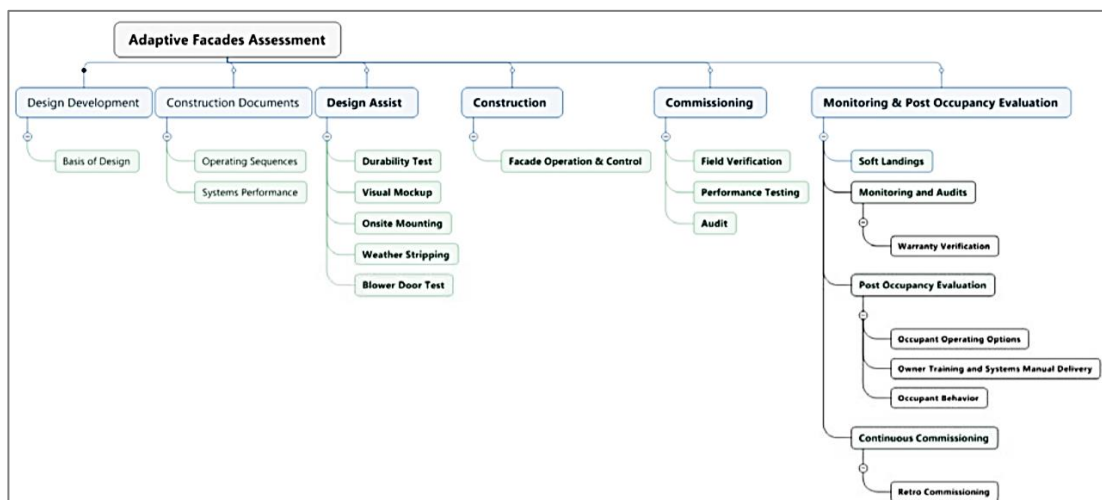 Adaptive Facades Assessment
Design Development
Basis of Design
Construction Documents
Operating Sequences
Systems Performance
Design Assist
Durability Test
Visual Mockup
Onsite Mounting
Weather Stripping
Blower Door Test
Construction
Facade Operation & Control
Commissioning
Field Verification
Performance Testing
Audit
Monitoring & Post Occupancy Evaluation
Soft Landings
Monitoring and Audits
Warranty Verification
Post Occupancy Evaluation
Occupant Operating Options
Owner Training and Systems Manual Delivery
Occupant Behavior
Continuous Commissioning
Retro Commissioning